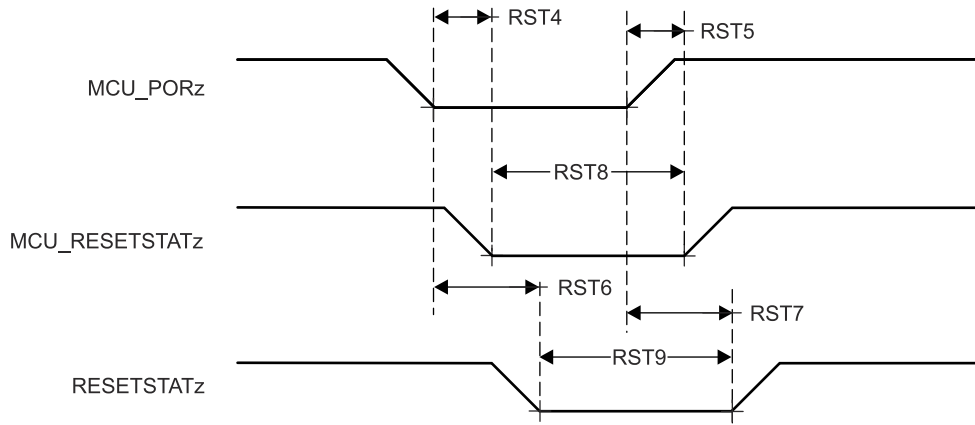 RST4
RST5
MCU_PORz
RST8
MCU_RESETSTATz
RST6
RST7
RST9
RESETSTATz